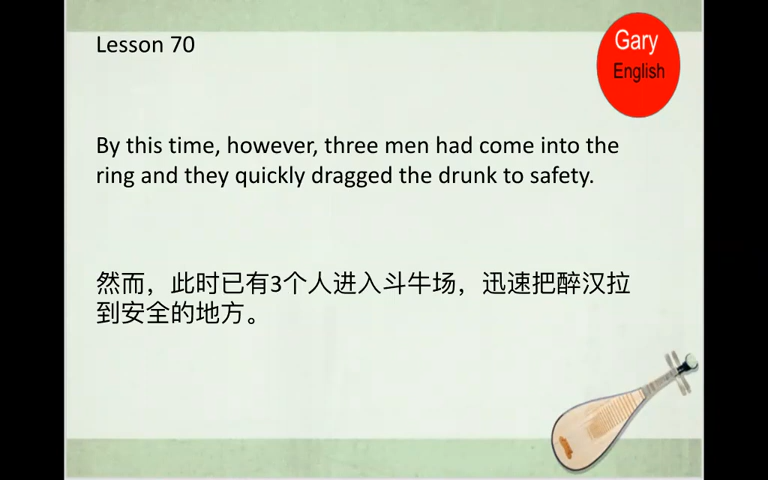 Lesson 70
Gary
English
By this time, however, three men had come into the
ring and they quickly dragged the drunk to safety.
然而，此时已有3个人进入斗牛场，迅速把醉汉拉
到安全的地方。